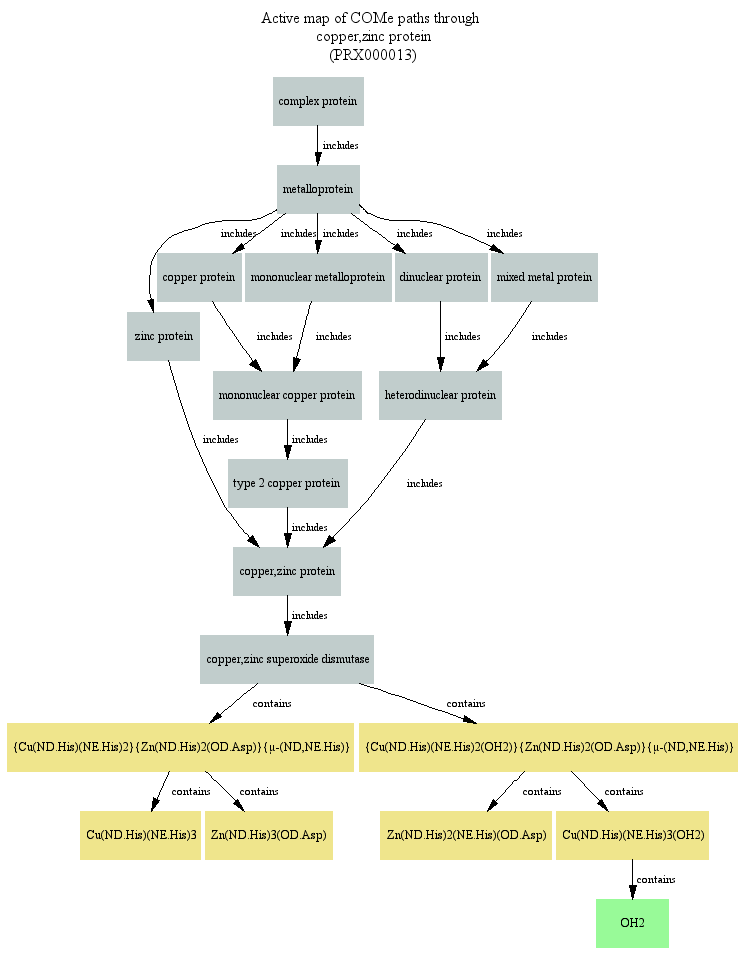 Active map of COMe paths through
copper,zinc protein
(PRX000013)
complex protein
includes
metalloprotein
includes includes includes includes includes
copper protein mononuclear metalloprotein dinuclear protein mixed metal protein
zinc protein
includes includes includes includes
mononuclear copper protein heterodinuclear protein
includes includes
type 2 copper protein
includes
includes
copper,zinc protein
includes
copper,zinc superoxide dismutase
contains contains
{Cu(ND.His)(NE.His)2}{Zn(ND.His)2(OD.Asp)}{μ-(ND,NE.His)} {Cu(ND.His)(NE.His)2(OH2)}{Zn(ND.His)2(OD.Asp)}{μ-(ND,NE.His)}
contains contains contains contains
Cu(ND.His)(NE.His)3 Zn(ND.His)3(OD.Asp) Zn(ND.His)2(NE.His)(OD.Asp) Cu(ND.His)(NE.His)3(OH2)
contains
OH2